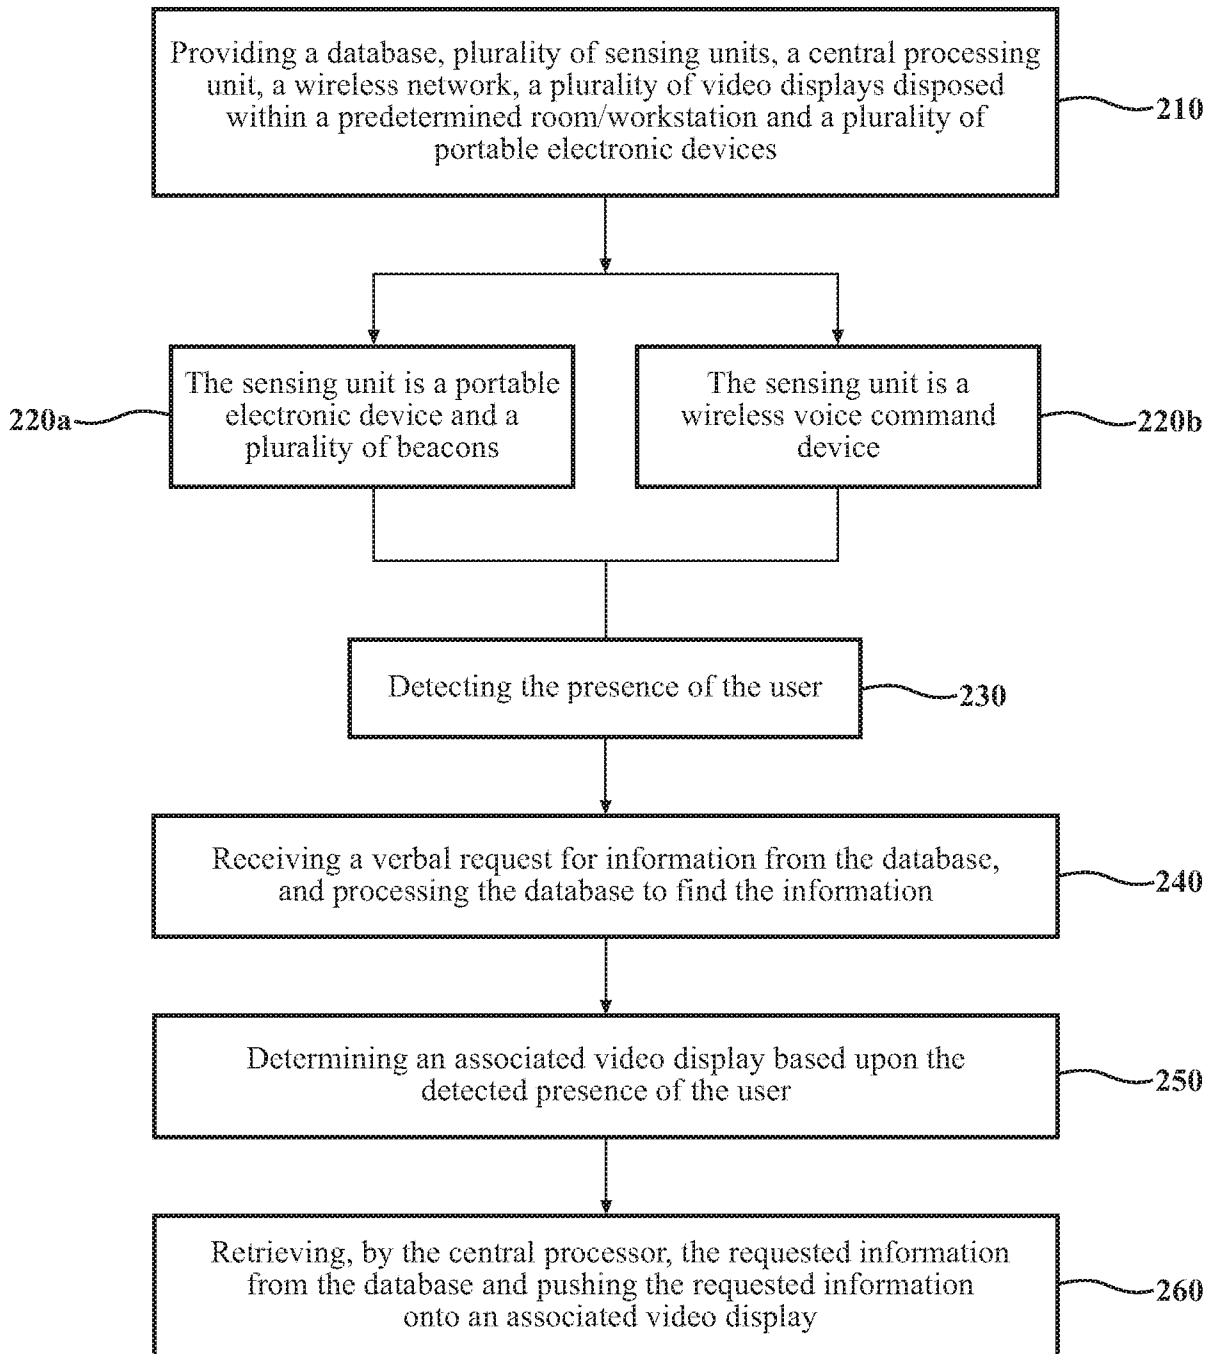 Providing a database, plurality of sensing units, a central processing
unit, a wireless network, a plurality of video displays disposed
within a predetermined room/workstation and a plurality of
portable electronic devices
210
The sensing unit is a portable
electronic device and a
plurality of beacons
220a
The sensing unit is a
wireless voice command
device
220b
Detecting the presence of the user
230
Receiving a verbal request for information from the database,
and processing the database to find the information
240
Determining an associated video display based upon the
detected presence of the user
250
Retrieving, by the central processor, the requested information
from the database and pushing the requested information
onto an associated video display
260